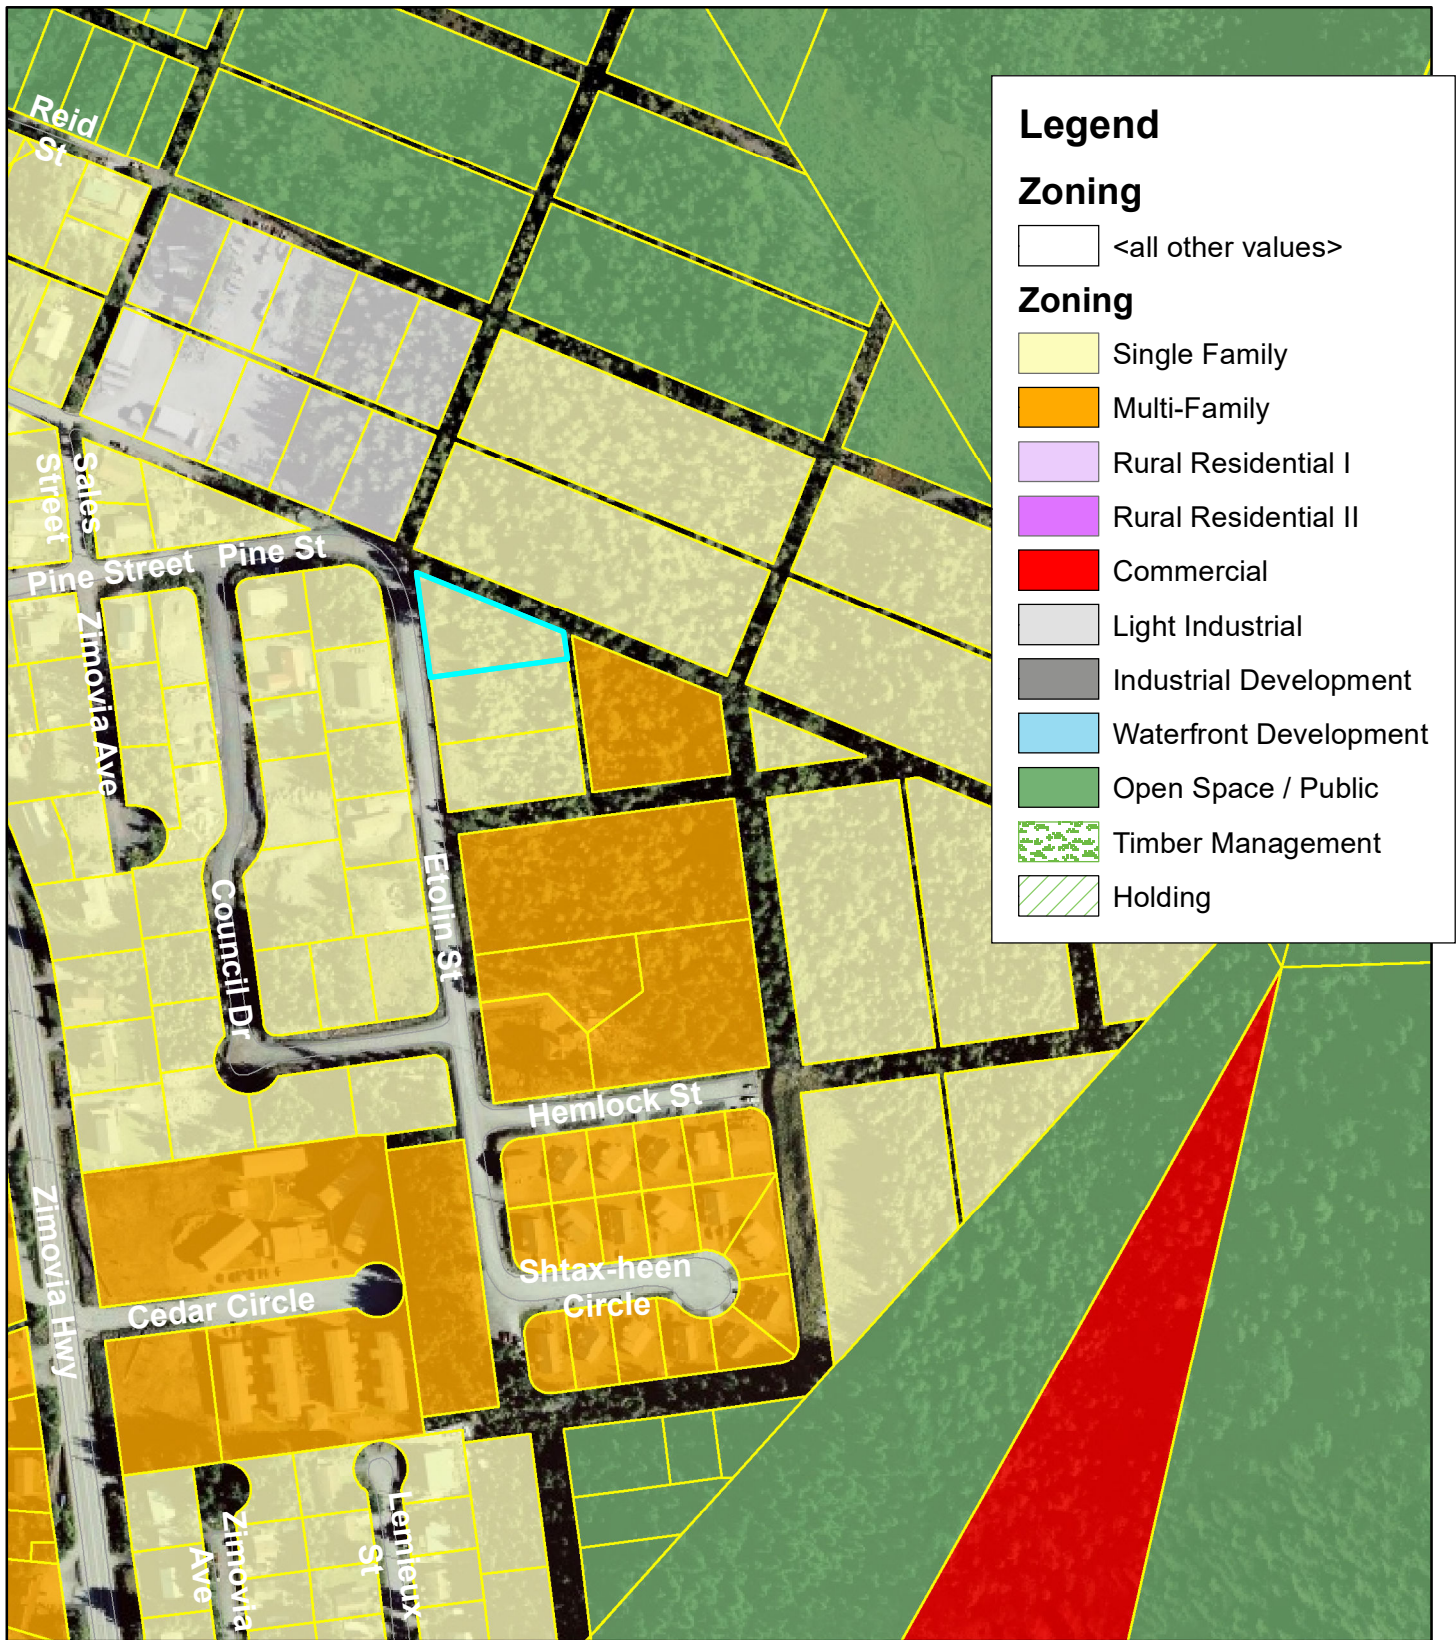 Reid
St
Legend
Zoning
<all other values>
Zoning
Single Family
Multi-Family
Rural Residential I
Rural Residential II
Commercial
Light Industrial
Industrial Development
Waterfront Development
Open Space / Public
Timber Management
Holding
Sales
Street
Pine Street
Pine St
Zimovia Ave
Council Dr
Etolin St
Hemlock St
Zimovia Hwy
Shtax-heen
Circle
Cedar Circle
Zimovia
Ave
Lemieux
St